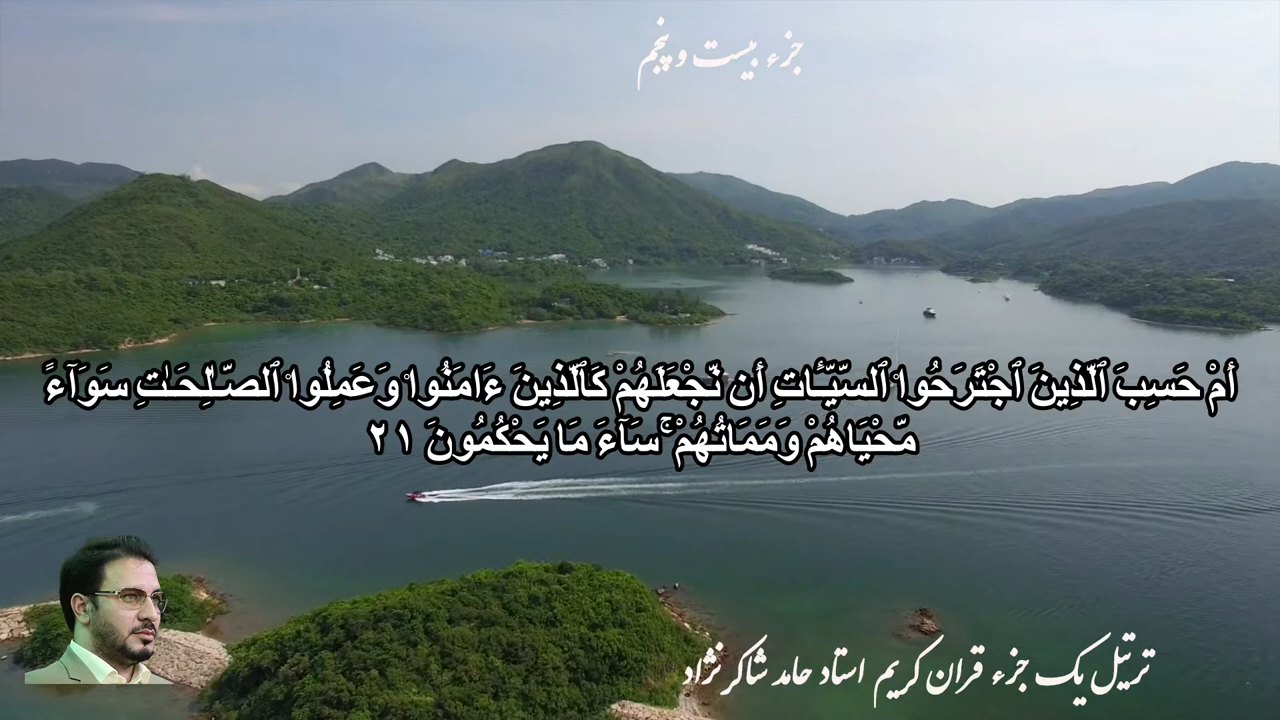 جزء بیست و پنجم
أَمْ حَسِبَ ٱلَّذِينَ ٱجْتَرَحُوا۟ ٱلسَّيِّـَٔاتِ أَن نَّجْعَلَهُمْ كَٱلَّذِينَ ءَامَنُوا۟ وَعَمِلُوا۟ ٱلصَّـٰلِحَـٰتِ سَوَآءً
مَّحْيَاهُمْ وَمَمَاتُهُمْ ۚ سَآءَ مَا يَحْكُمُونَ ٢١
ترتیل یک جزء قران کریم استاد حامد شاکرنژاد